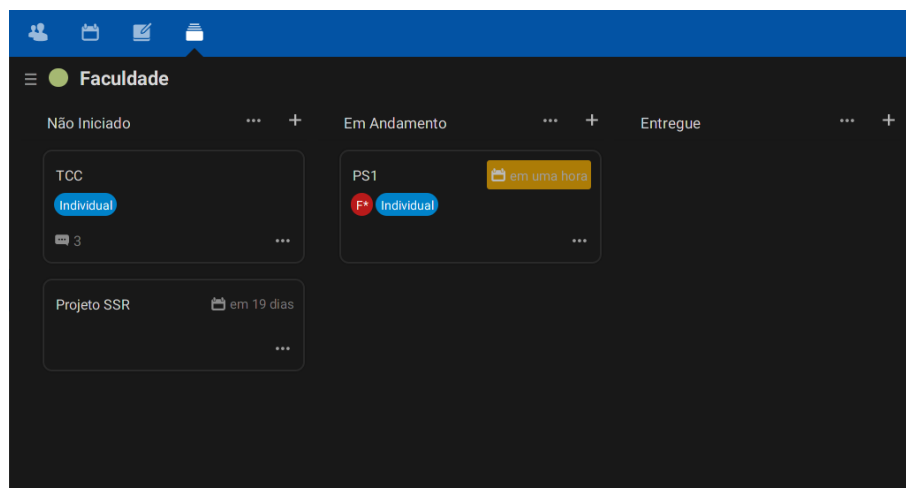 Faculdade
Não Iniciado
TCC
Individual
3
Projeto SSR
em 19 dias
Em Andamento
PS1
em uma hora
F*
Individual
Entregue